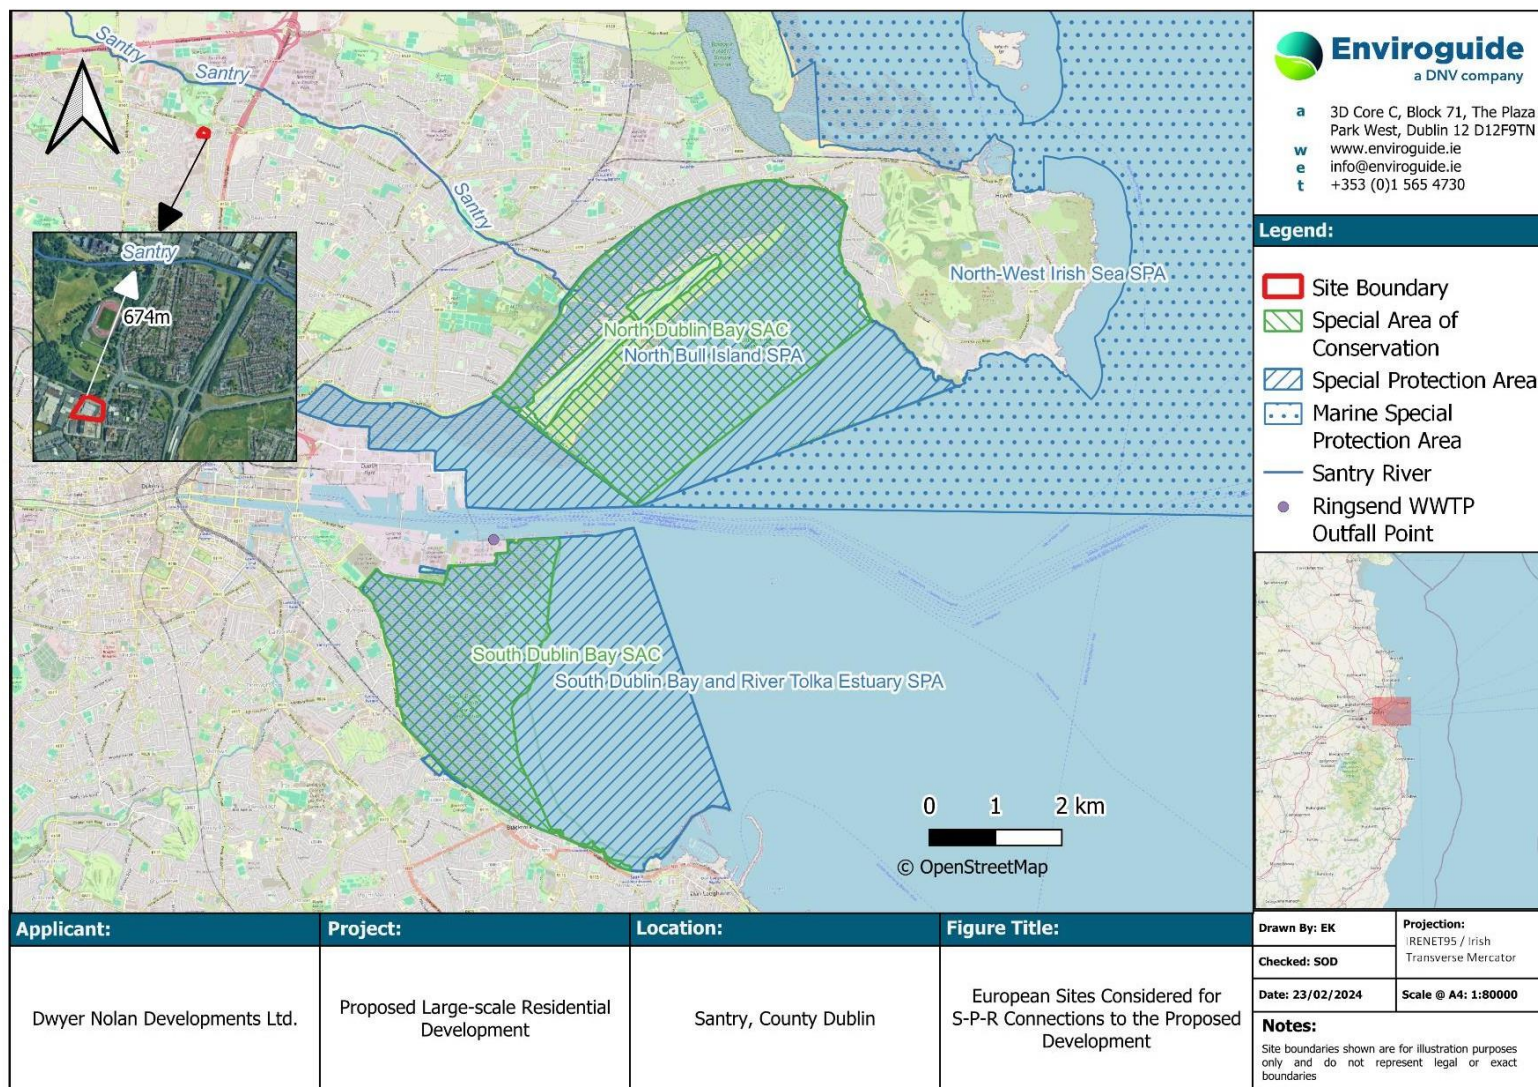 Santry
Santry
Santry
Santry
674m
North Dublin Bay SAC
North Bull Island SPA
North-West Irish Sea SPA
Howth
South Dublin Bay SAC
South Dublin Bay and River Tolka Estuary SPA
0 1 2 km
© OpenStreetMap
Enviroguide
a DNV company
a 3D Core C, Block 71, The Plaza
Park West, Dublin 12 D12F9TN
w www.enviroguide.ie
e info@enviroguide.ie
t +353 (0)1 565 4730
Legend:
Site Boundary
Special Area of
Conservation
Special Protection Area
Marine Special
Protection Area
Santry River
Ringsend WWTP
Outfall Point
Applicant:
Dwyer Nolan Developments Ltd.
Project:
Proposed Large-scale Residential
Development
Location:
Santry, County Dublin
Figure Title:
European Sites Considered for
S-P-R Connections to the Proposed
Development
Drawn By: EK
Checked: SOD
Date: 23/02/2024
Projection:
IRENET95 / Irish
Transverse Mercator
Scale @ A4: 1:80000
Notes:
Site boundaries shown are for illustration purposes
only and do not represent legal or exact
boundaries